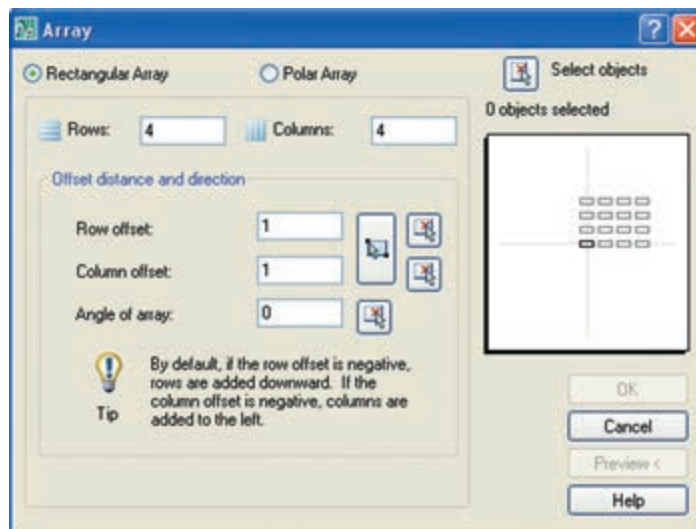 Array
Rectangular Array
Polar Array
Select objects
0 objects selected
Rows: 4
Columns: 4
Offset distance and direction
Row offset: 1
Column offset: 1
Angle of array: 0
By default, if the row offset is negative,
rows are added downward. If the
column offset is negative, columns are
added to the left.
Tip
OK
Cancel
Preview <
Help